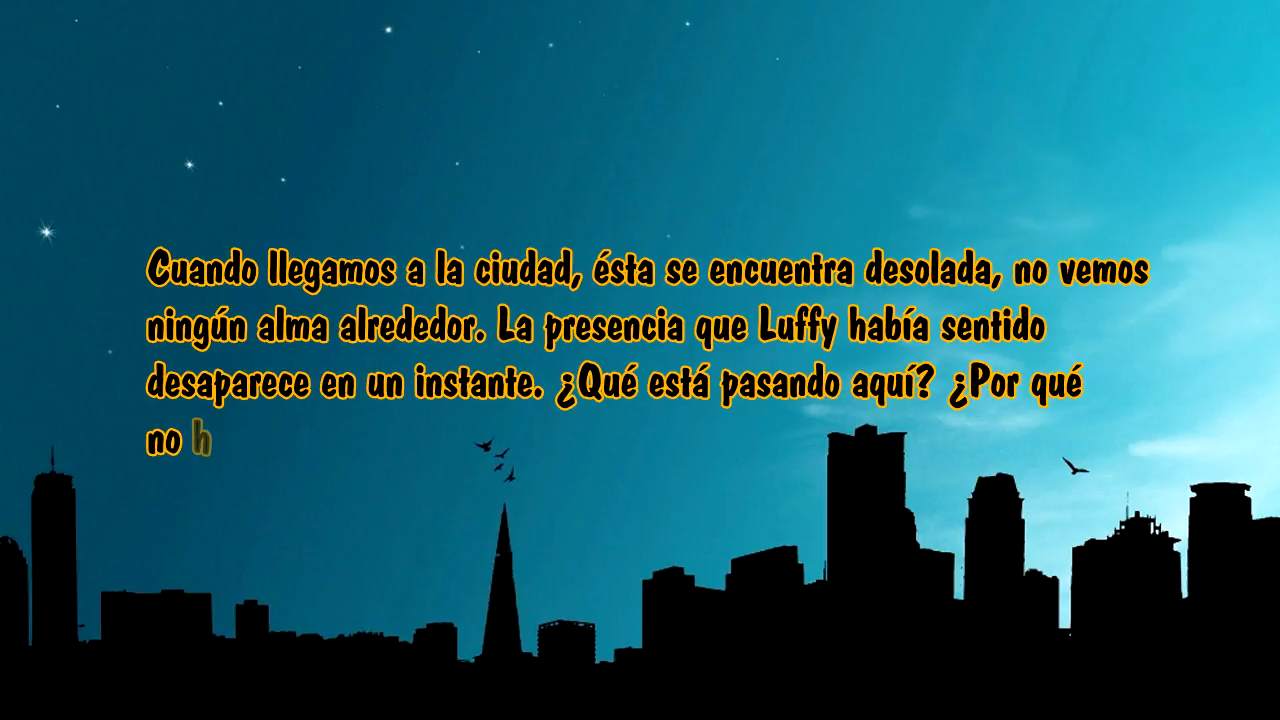 Cuando llegamos a la ciudad, ésta se encuentra desolada, no vemos
ningún alma alrededor. La presencia que Luffy había sentido
desaparece en un instante. ¿Qué está pasando aquí? ¿Por qué
no h